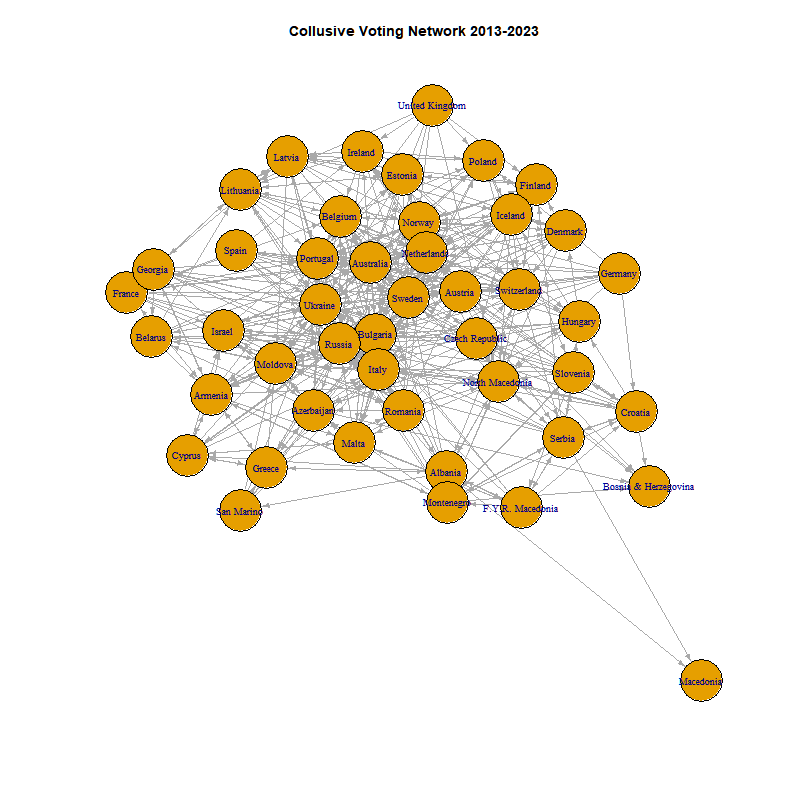 Collusive Voting Network 2013-2023
United Kingdom
Latvia
Ireland
Estonia
Poland
Finland
Lithuania
Belgium
Norway
Iceland
Denmark
Spain
Portugal
Australia
Netherlands
Georgia
France
Germany
Ukraine
Sweden
Austria
Switzerland
Belarus
Israel
Russia
Bulgaria
Czech Republic
Hungary
Moldova
Italy
North Macedonia
Slovenia
Armenia
Azerbaijan
Romania
Croatia
Malta
Serbia
Cyprus
Greece
Albania
Bosnia & Herzegovina
San Marino
Montenegro
F.Y.R. Macedonia
Macedonia